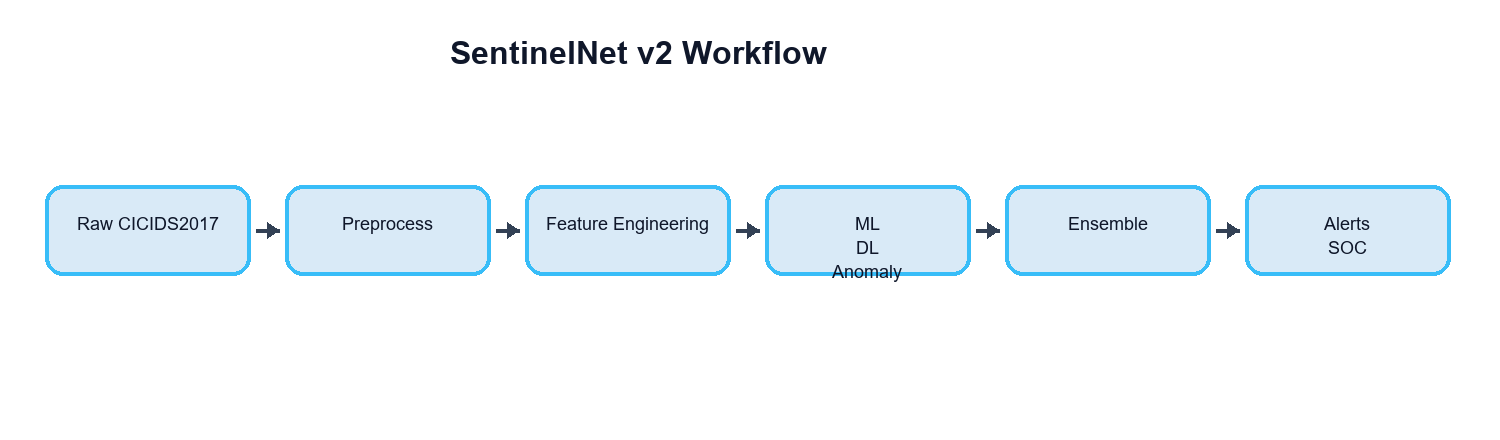 SentinelNet v2 Workflow
Raw CICIDS2017
Preprocess
Feature Engineering
ML
DL
Anomaly
Ensemble
Alerts
SOC